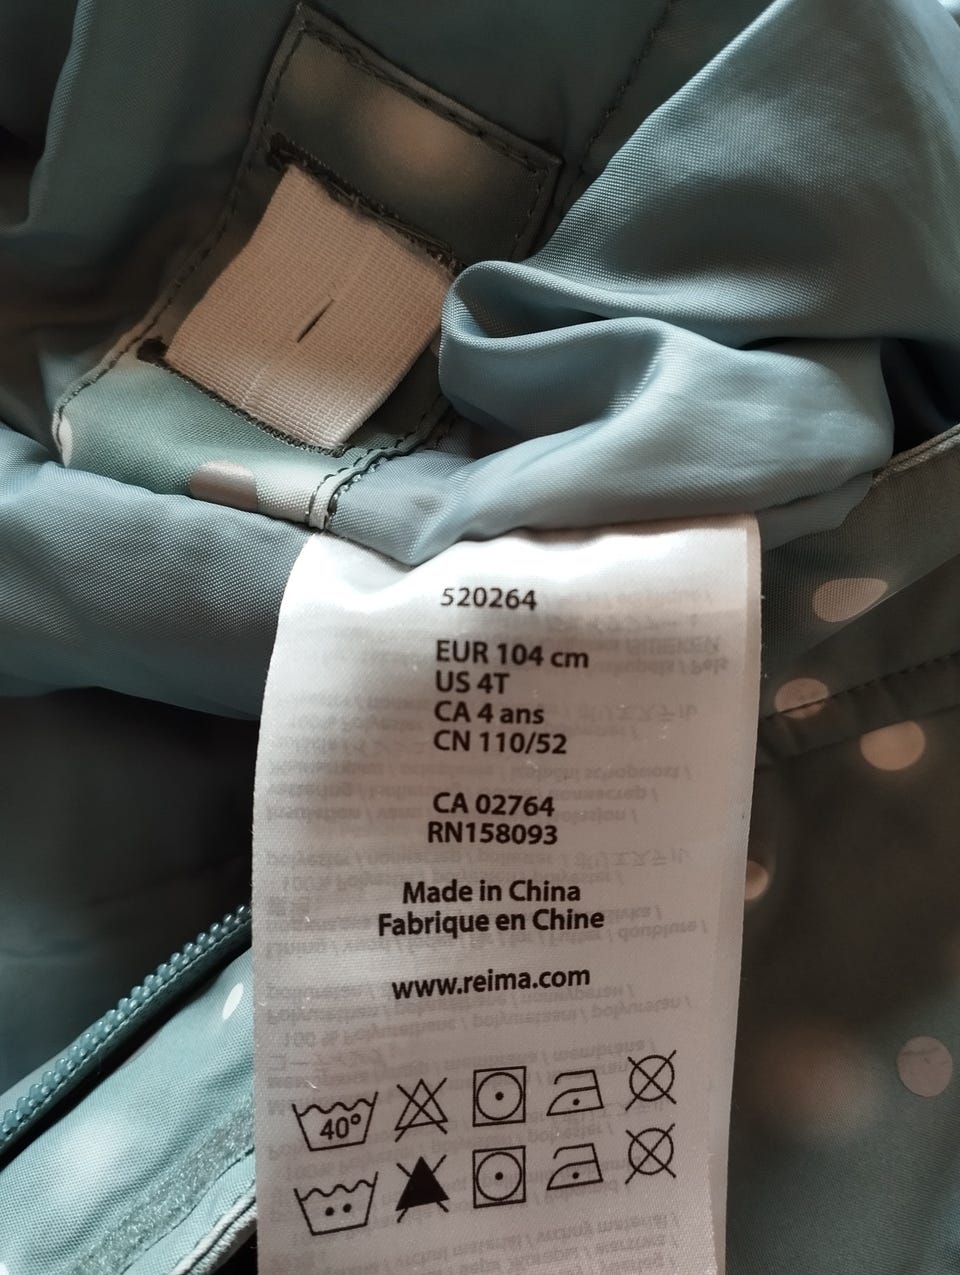 520264
EUR 104 cm
US 4T
CA 4 ans
CN 110/52
CA 02764
RN158093
Made in China
Fabrique en Chine
www.reima.com
40°